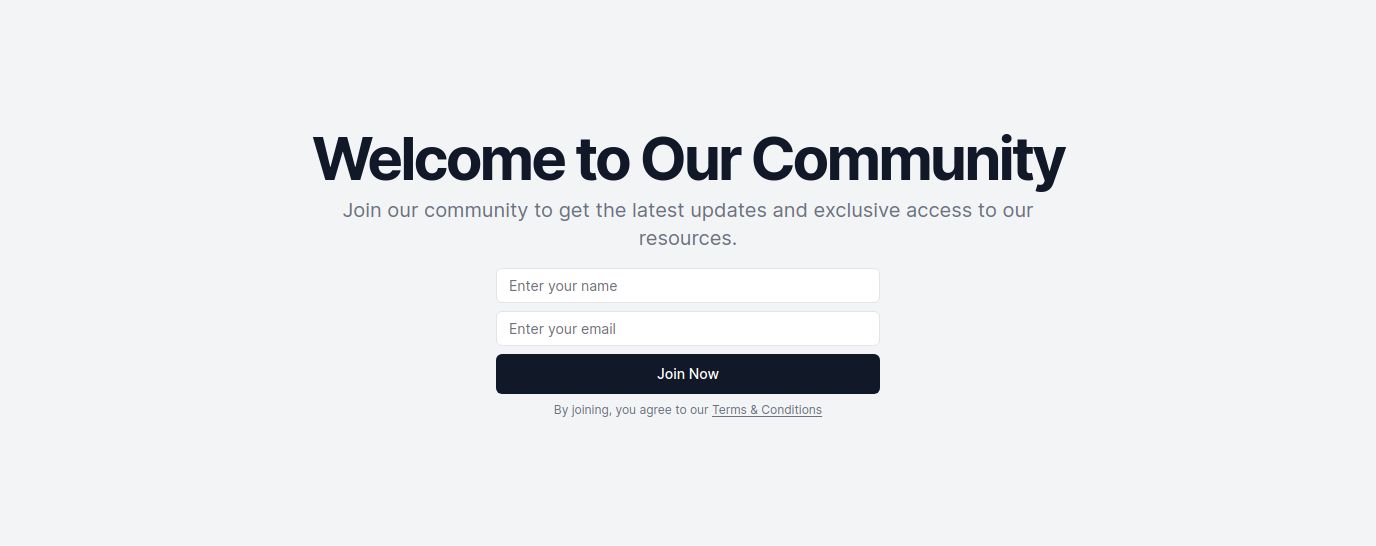 Welcome to Our Community
Join our community to get the latest updates and exclusive access to our
resources.
Enter your name
Enter your email
Join Now
By joining, you agree to our Terms & Conditions